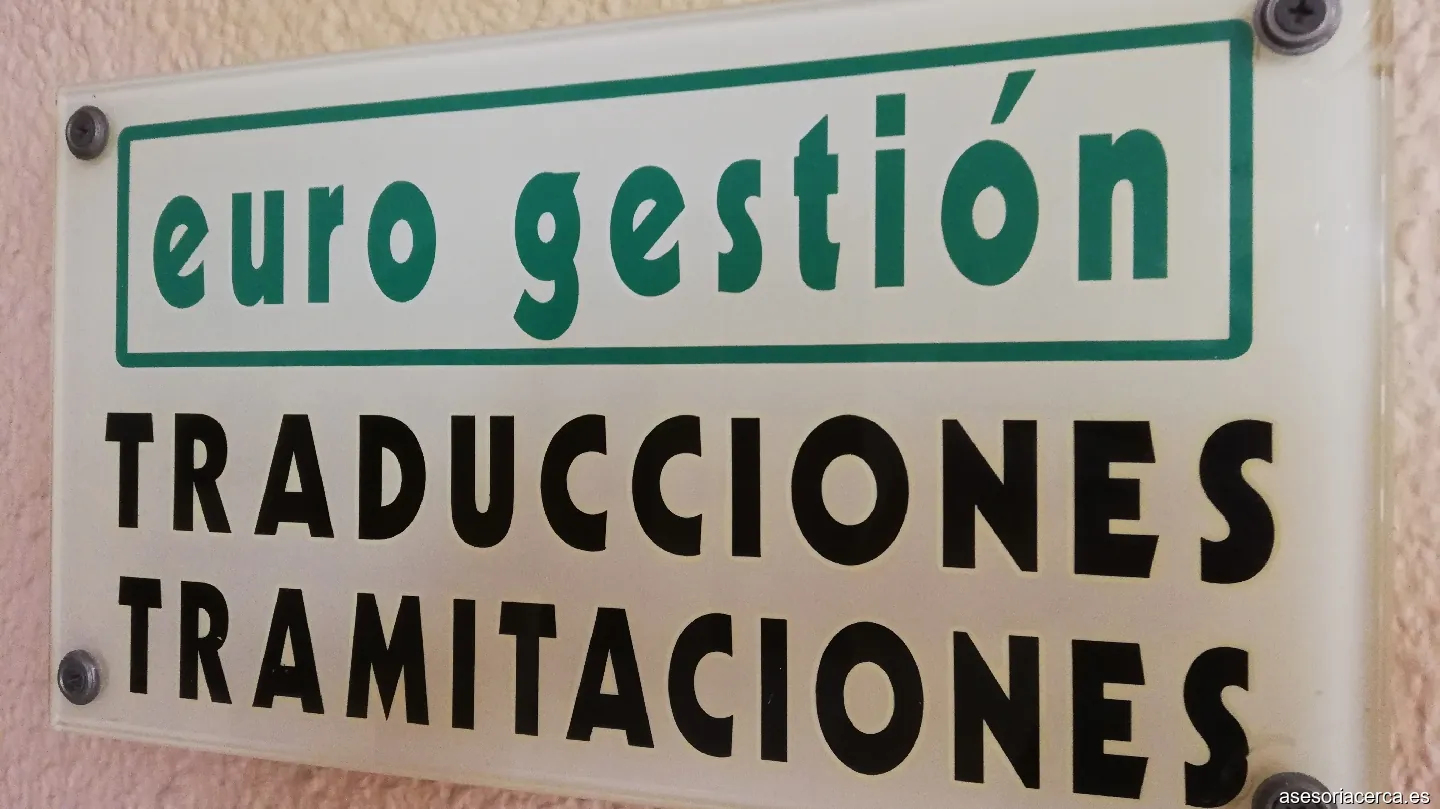 euro gestión
TRADUCCIONES
TRAMITACIONES
asesoriacerca.es